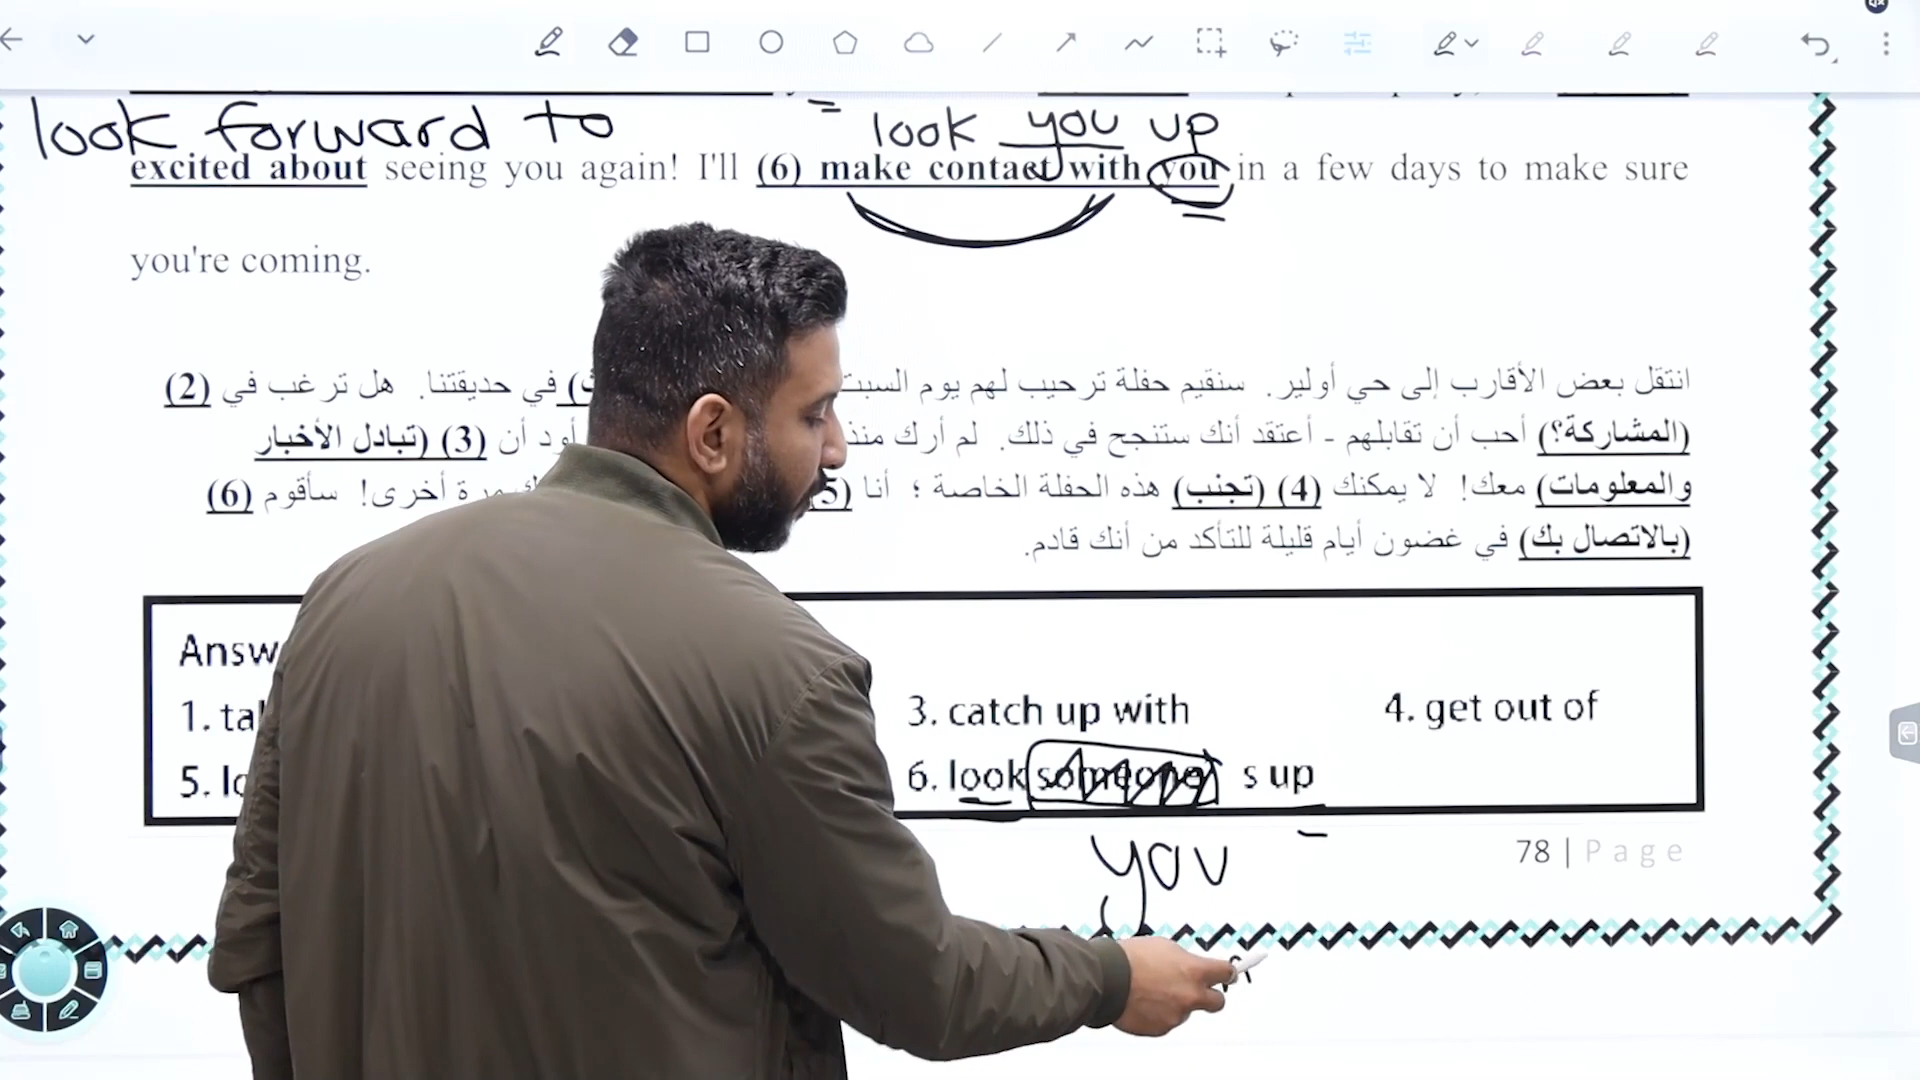 look forward to = look you up
excited about seeing you again! I'll (6) make contact with you in a few days to make sure
you're coming.
انتقل بعض الأقارب إلى حي أولير. سنقيم حفلة ترحيب لهم يوم السبت في حديقتنا. هل ترغب في (2)
(المشاركة؟) أحب أن تقابلهم - أعتقد أنك ستنجح في ذلك. لم أرك منذ أود أن (3) (تبادل الأخبار
والمعلومات) معك! لا يمكنك (4) (تجنب) هذه الحفلة الخاصة ؛ أنا (5) مرة أخرى! سأقوم (6)
(بالاتصال بك) في غضون أيام قليلة للتأكد من أنك قادم.
3. catch up with 4. get out of
5. 6. look someone s up
you
78 | Page